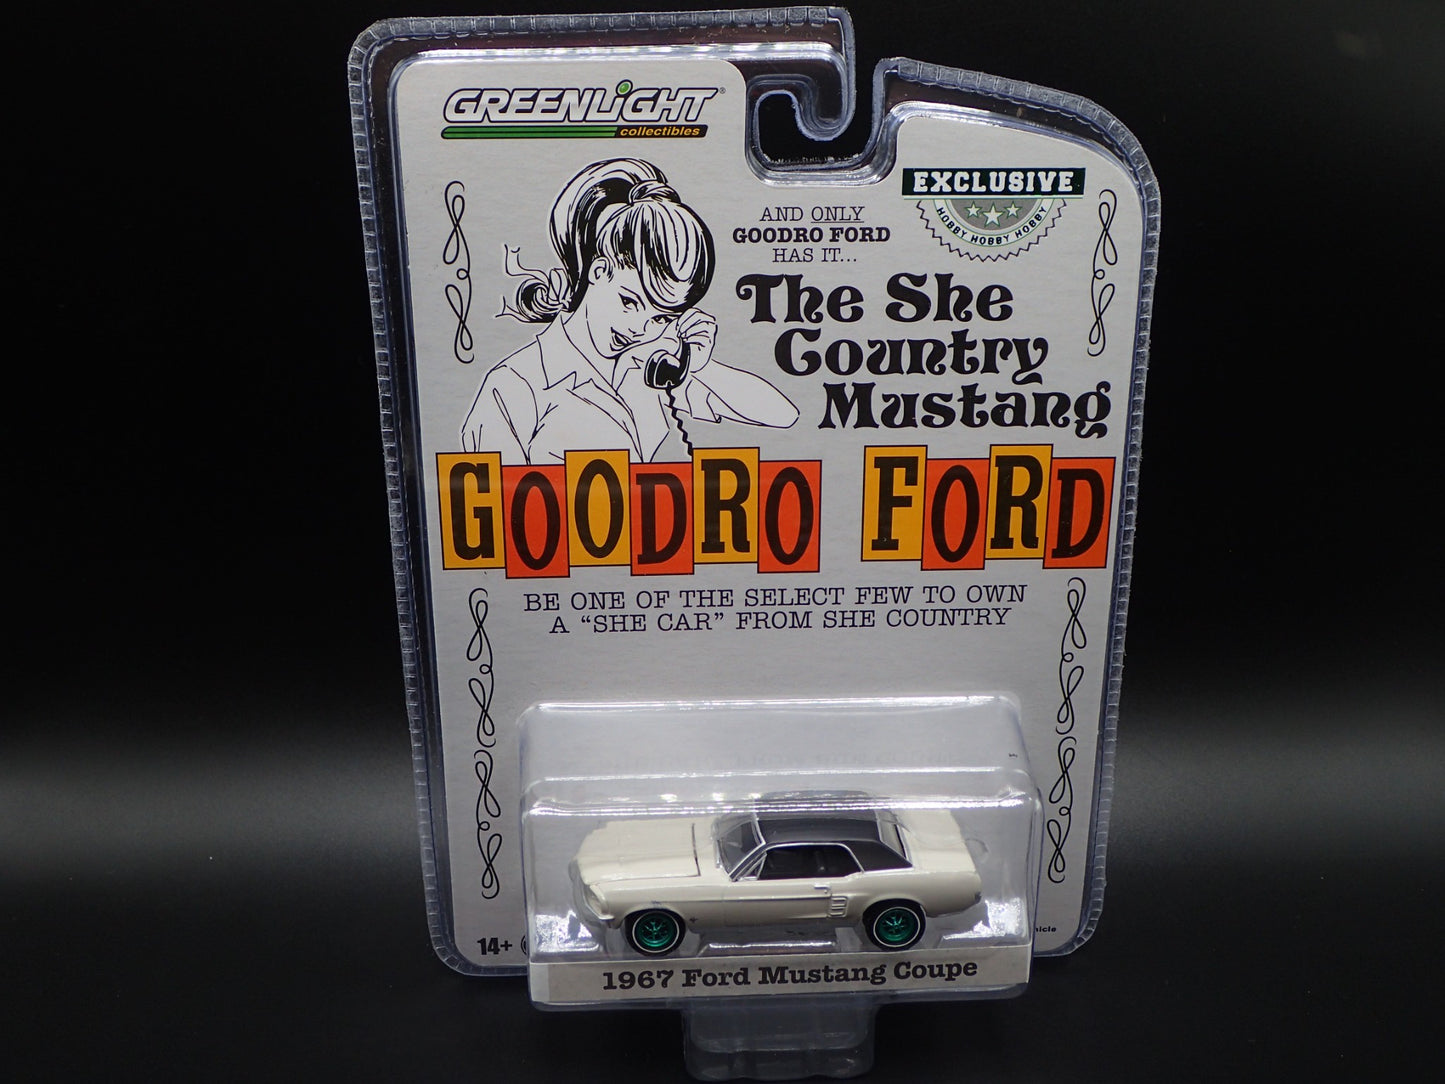 GREENLiGHT®
collectibles
EXCLUSIVE
HOBBY HOBBY HOBBY
AND ONLY
GOODRO FORD
HAS IT...
The She
Country
Mustang
GOODRO FORD
BE ONE OF THE SELECT FEW TO OWN
A “SHE CAR” FROM SHE COUNTRY
14+
1967 Ford Mustang Coupe